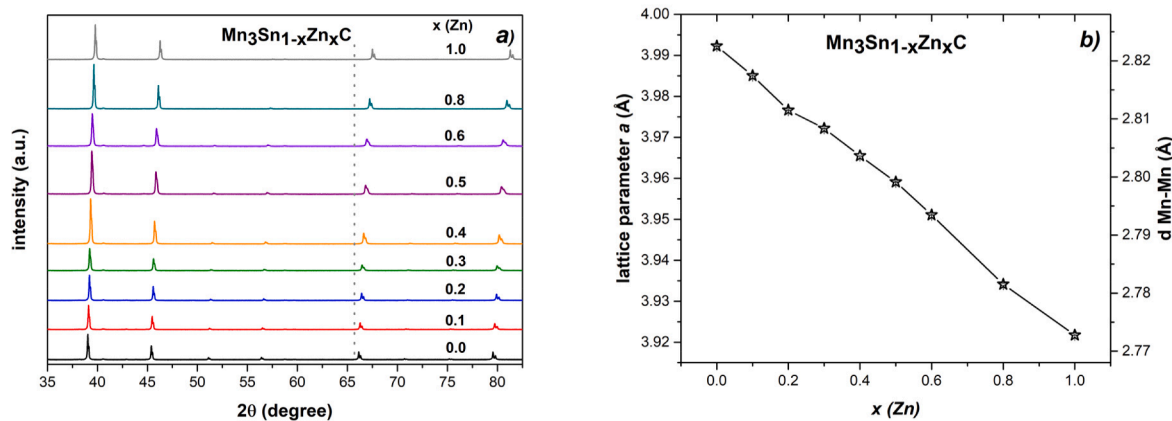 Mn3Sn1-xZnxC
x (Zn)
a)
1.0
0.8
0.6
0.5
0.4
0.3
0.2
0.1
0.0
intensity (a.u.)
35 40 45 50 55 60 65 70 75 80
2θ (degree)
Mn3Sn1-xZnxC
b)
4.00
3.99
3.98
3.97
3.96
3.95
3.94
3.93
3.92
lattice parameter a (Å)
2.82
2.81
2.80
2.79
2.78
2.77
d Mn-Mn (Å)
0.0 0.2 0.4 0.6 0.8 1.0
x (Zn)